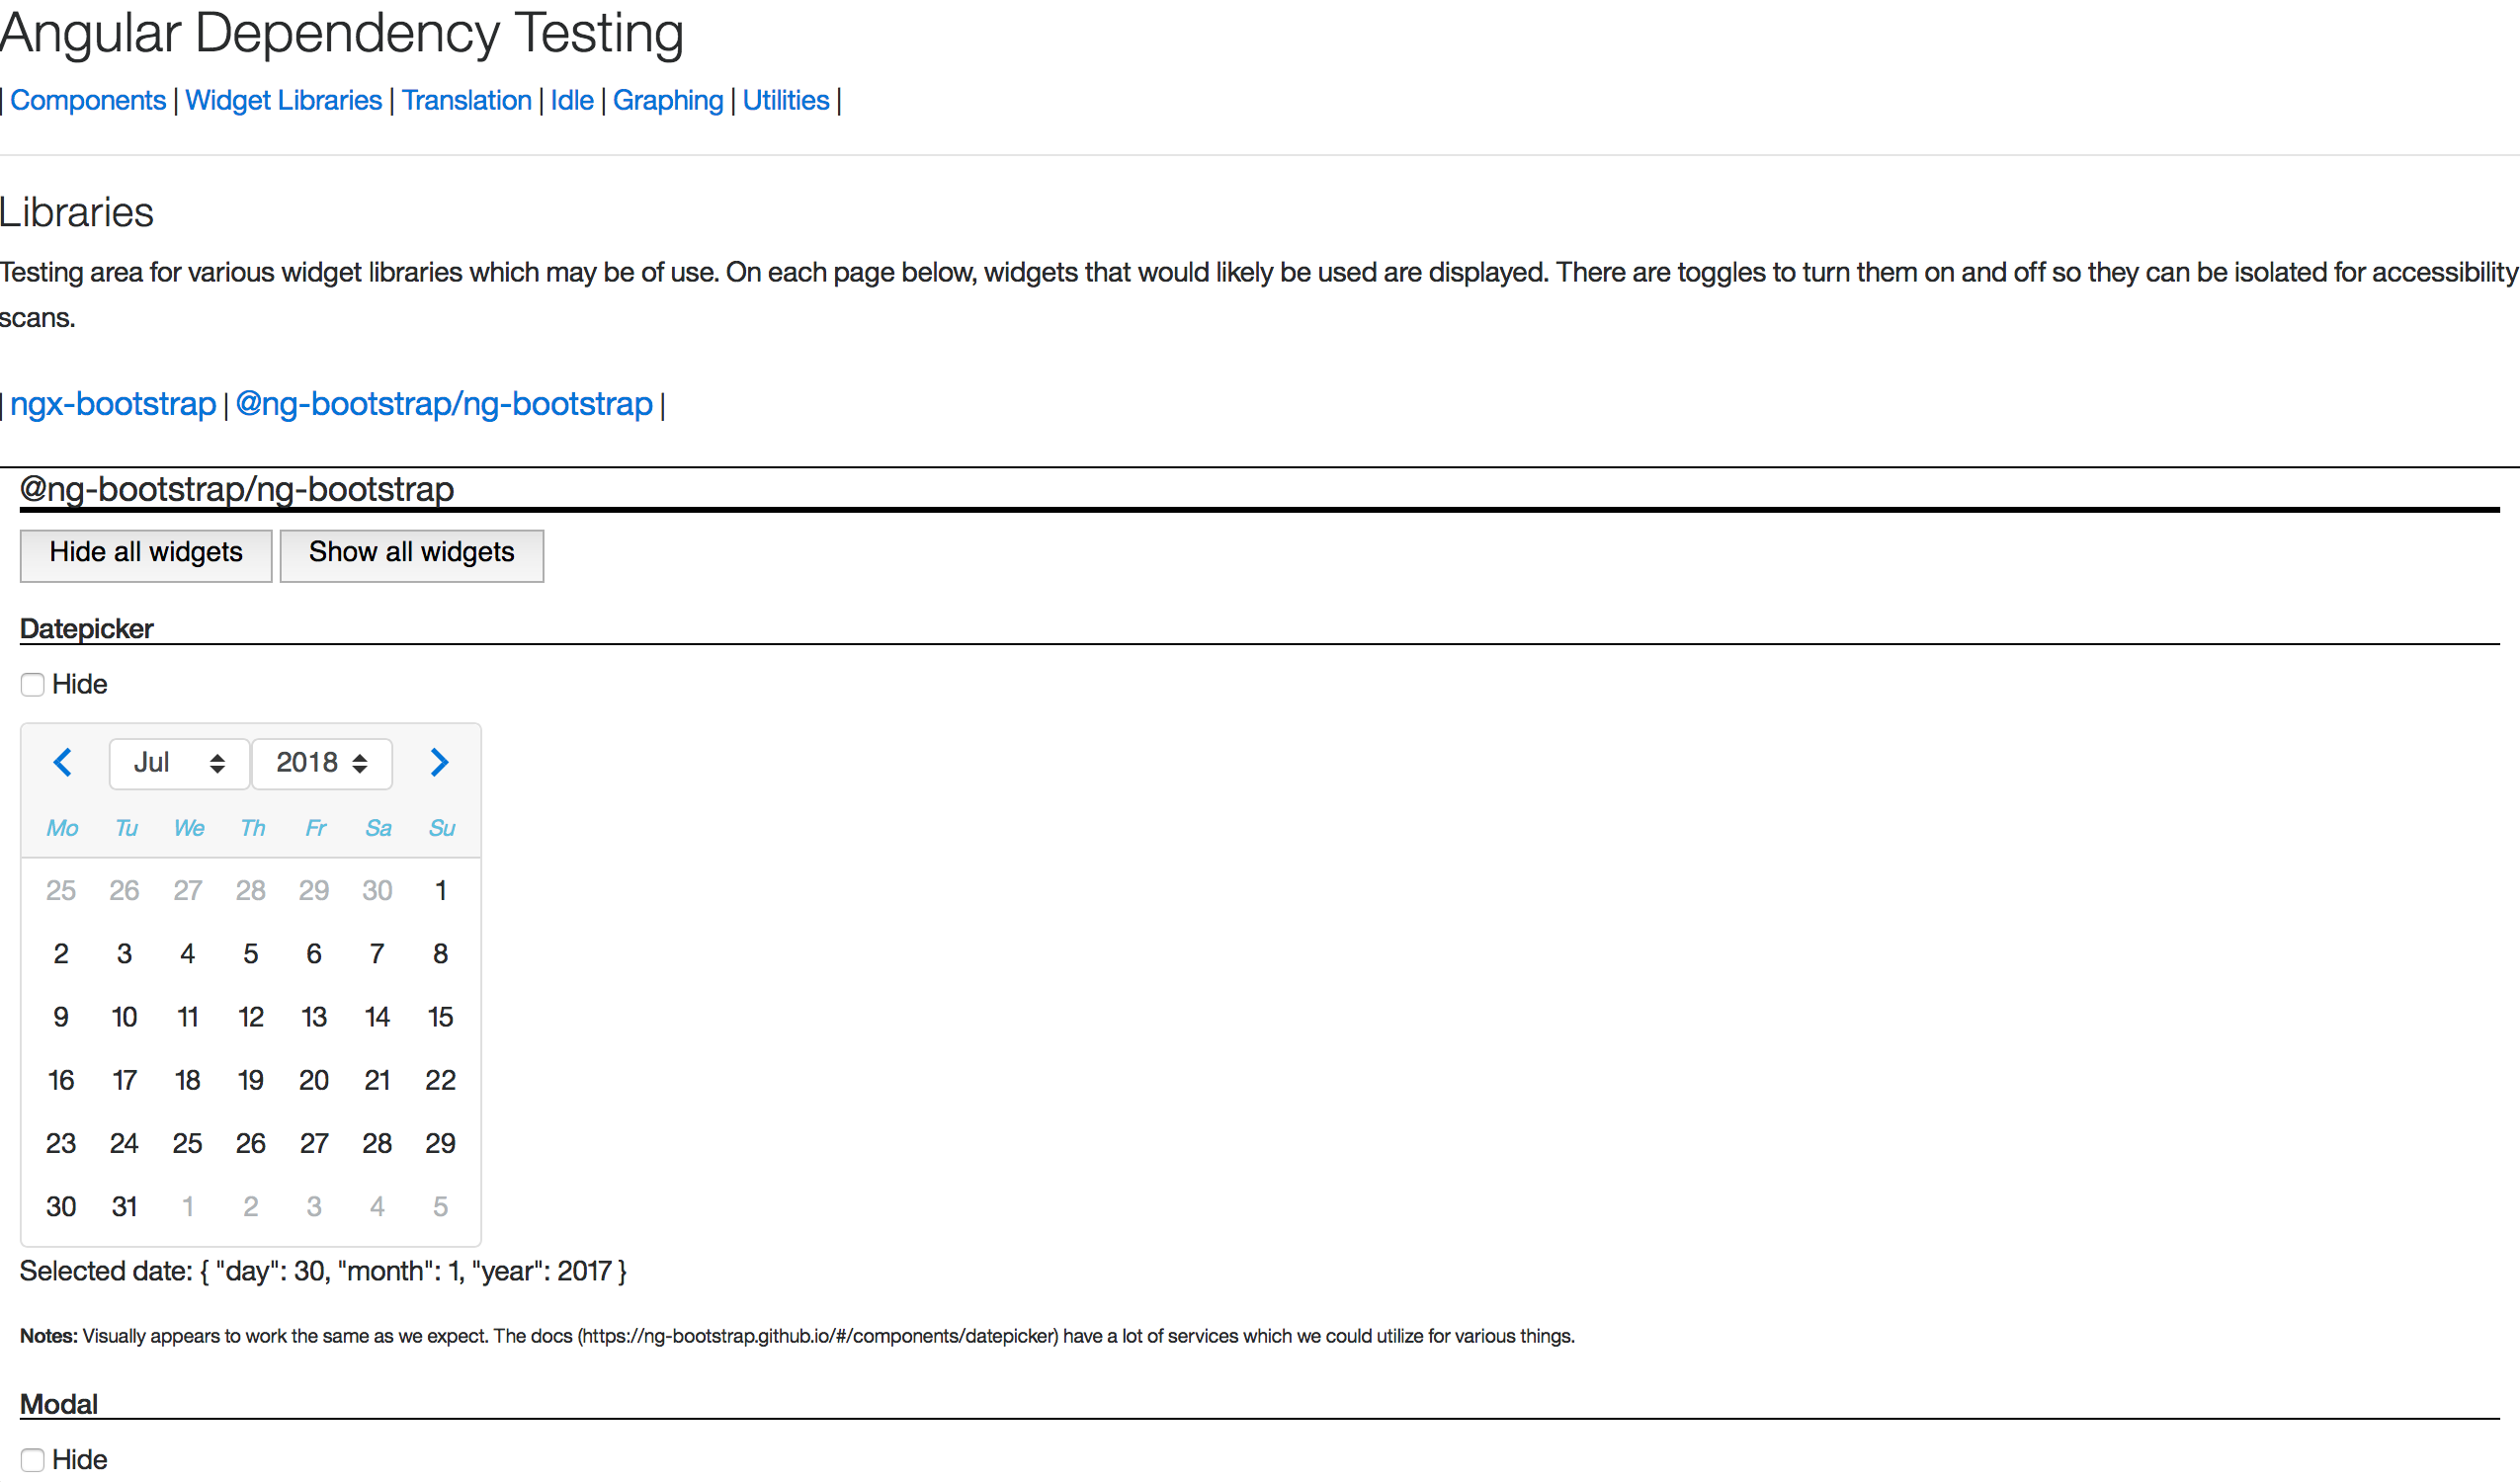 Angular Dependency Testing
| Components | Widget Libraries | Translation | Idle | Graphing | Utilities |
Libraries
Testing area for various widget libraries which may be of use. On each page below, widgets that would likely be used are displayed. There are toggles to turn them on and off so they can be isolated for accessibility
scans.
| ngx-bootstrap | @ng-bootstrap/ng-bootstrap |
@ng-bootstrap/ng-bootstrap
Hide all widgets Show all widgets
Datepicker
Hide
Jul 2018
Mo Tu We Th Fr Sa Su
25 26 27 28 29 30 1
2 3 4 5 6 7 8
9 10 11 12 13 14 15
16 17 18 19 20 21 22
23 24 25 26 27 28 29
30 31 1 2 3 4 5
Selected date: { "day": 30, "month": 1, "year": 2017 }
Notes: Visually appears to work the same as we expect. The docs (https://ng-bootstrap.github.io/#/components/datepicker) have a lot of services which we could utilize for various things.
Modal
Hide